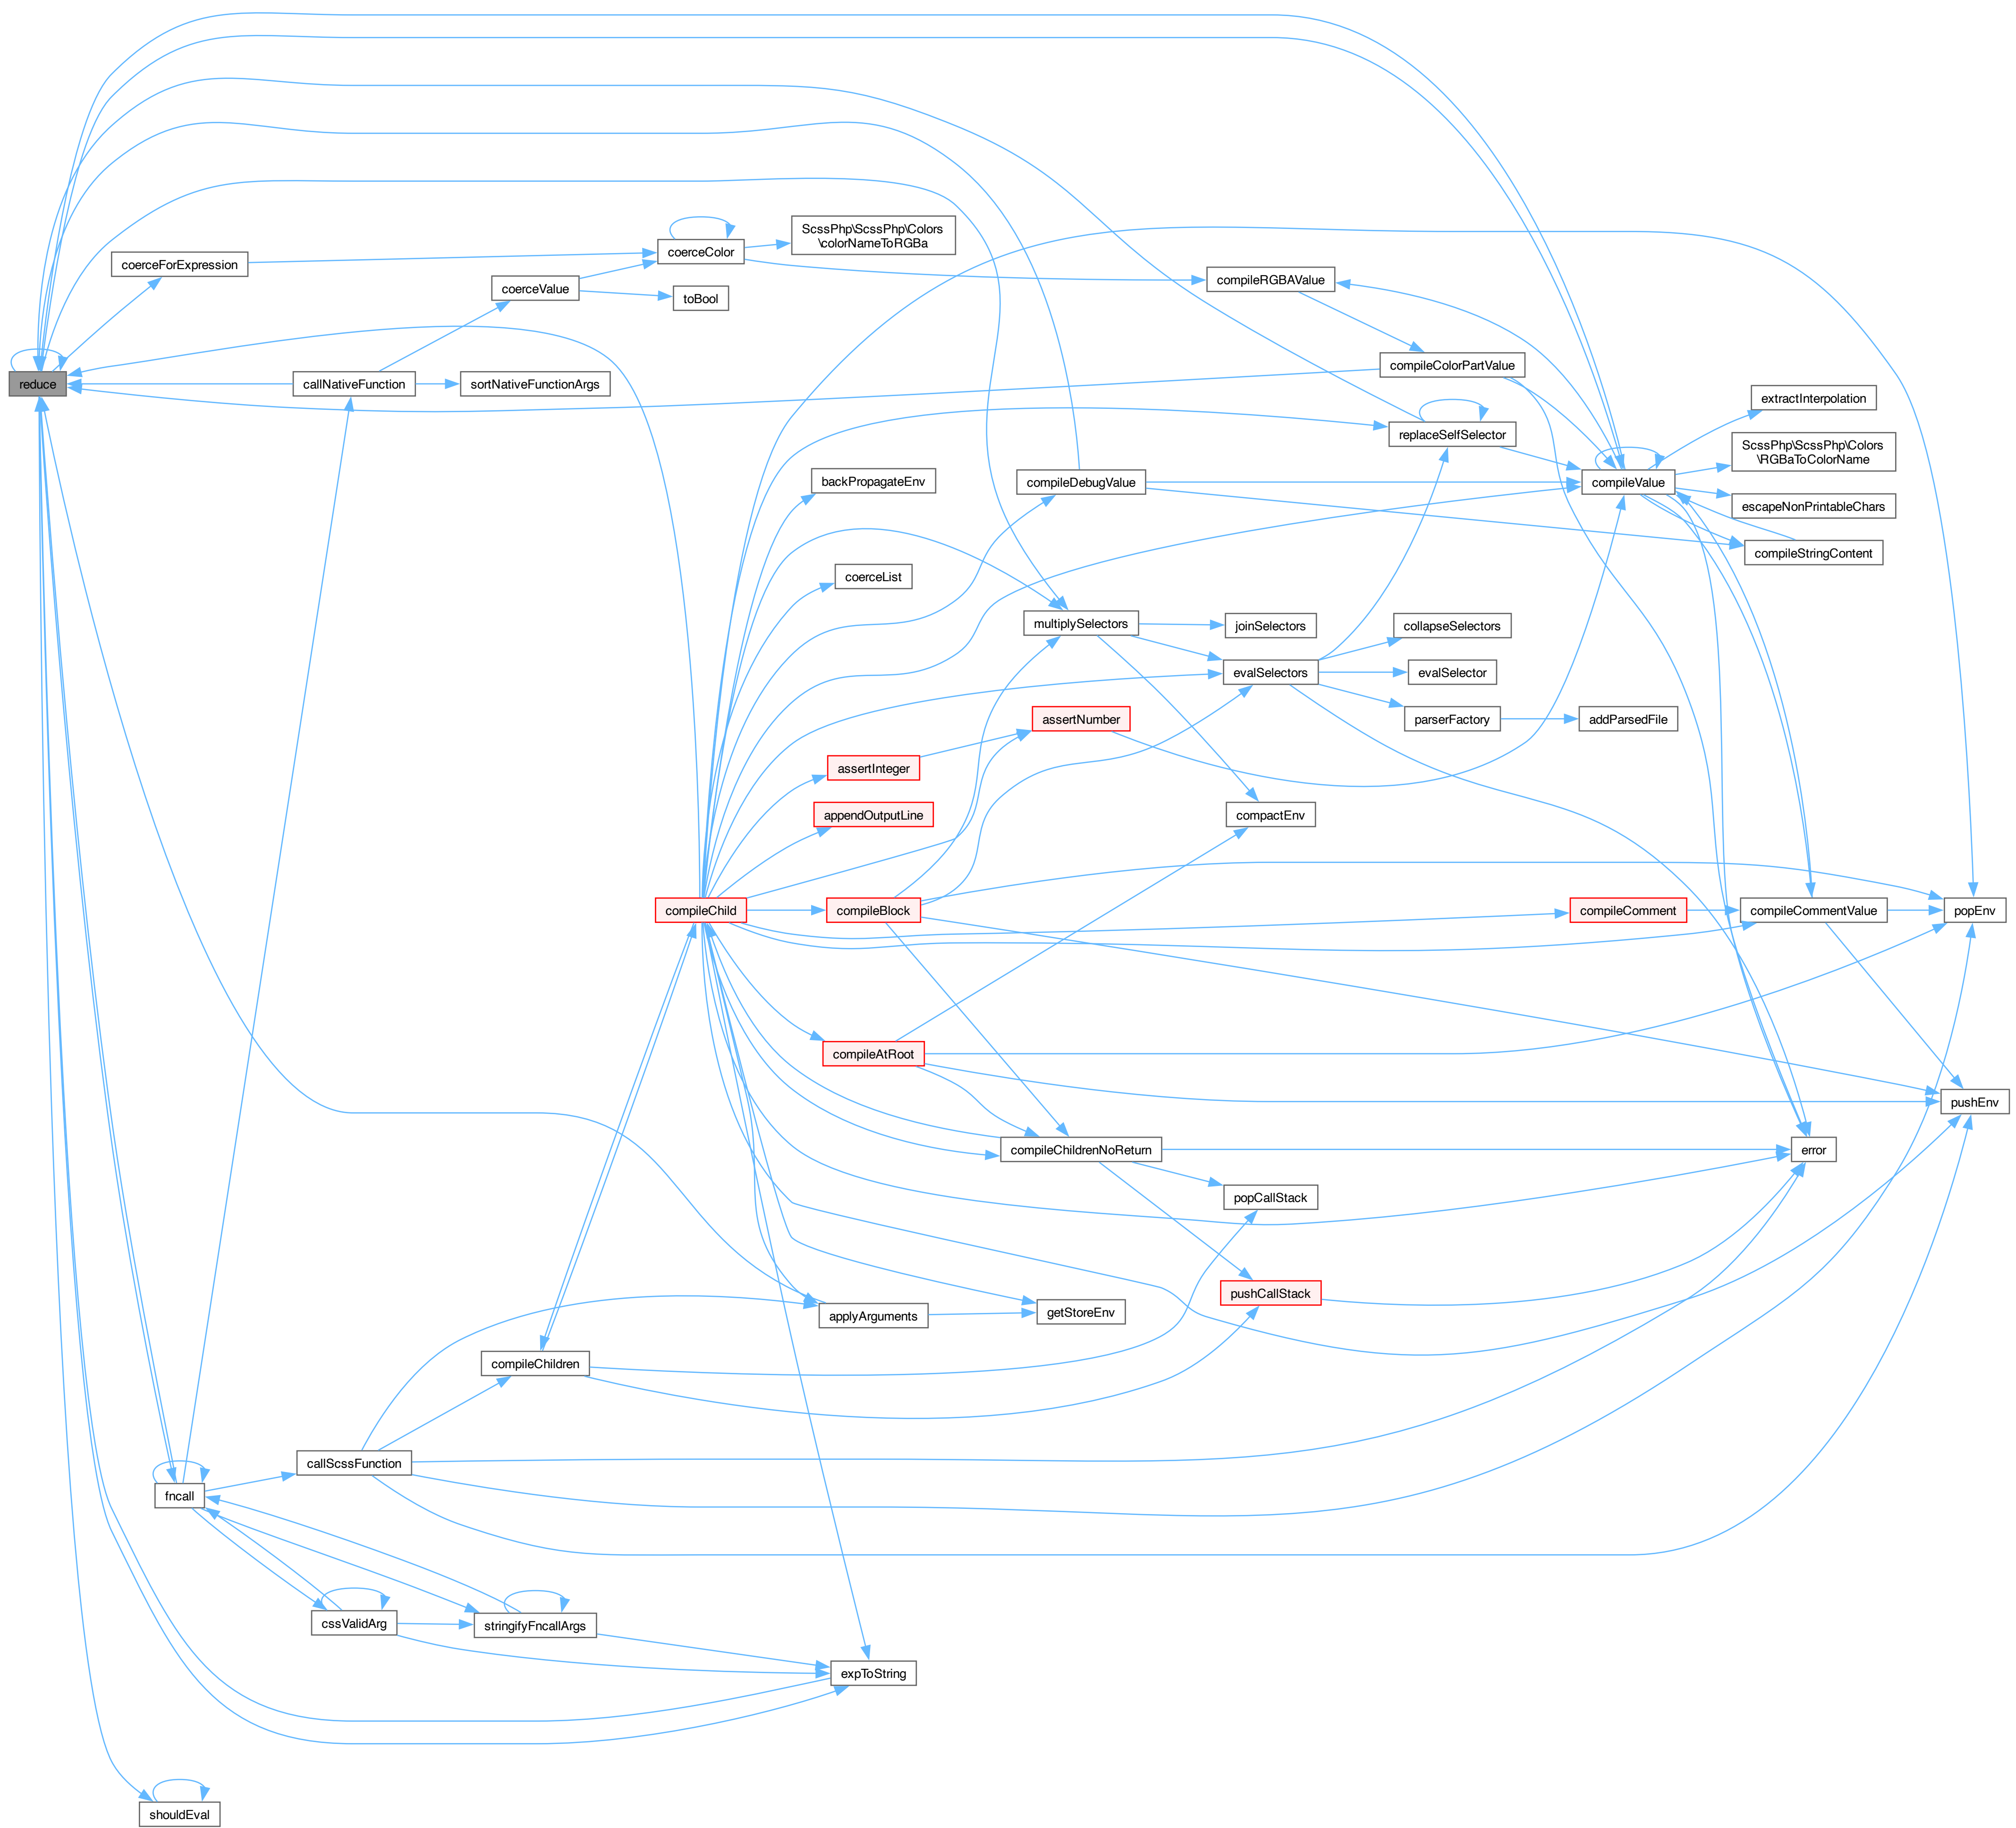 ScssPhp\ScssPhp\Colors
\colorNameToRGBa
coerceColor
coerceForExpression
compileRGBAValue
coerceValue
toBool
compileColorPartValue
reduce
callNativeFunction
sortNativeFunctionArgs
extractInterpolation
replaceSelfSelector
ScssPhp\ScssPhp\Colors
\RGBaToColorName
backPropagateEnv
compileDebugValue
compileValue
escapeNonPrintableChars
compileStringContent
coerceList
multiplySelectors
joinSelectors
collapseSelectors
evalSelectors
evalSelector
assertNumber
parserFactory
addParsedFile
assertInteger
appendOutputLine
compactEnv
compileChild
compileBlock
compileComment
compileCommentValue
popEnv
compileAtRoot
pushEnv
compileChildrenNoReturn
error
popCallStack
pushCallStack
getStoreEnv
applyArguments
compileChildren
callScssFunction
fncall
cssValidArg
stringifyFncallArgs
expToString
shouldEval